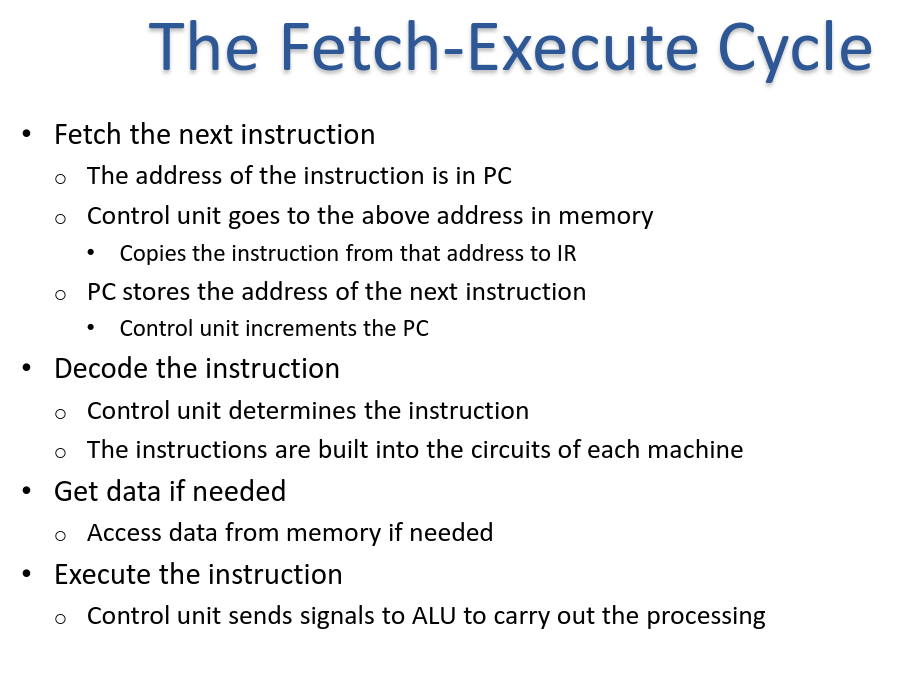 The Fetch-Execute Cycle
• Fetch the next instruction
o The address of the instruction is in PC
o Control unit goes to the above address in memory
• Copies the instruction from that address to IR
o PC stores the address of the next instruction
• Control unit increments the PC
• Decode the instruction
o Control unit determines the instruction
o The instructions are built into the circuits of each machine
• Get data if needed
o Access data from memory if needed
• Execute the instruction
o Control unit sends signals to ALU to carry out the processing